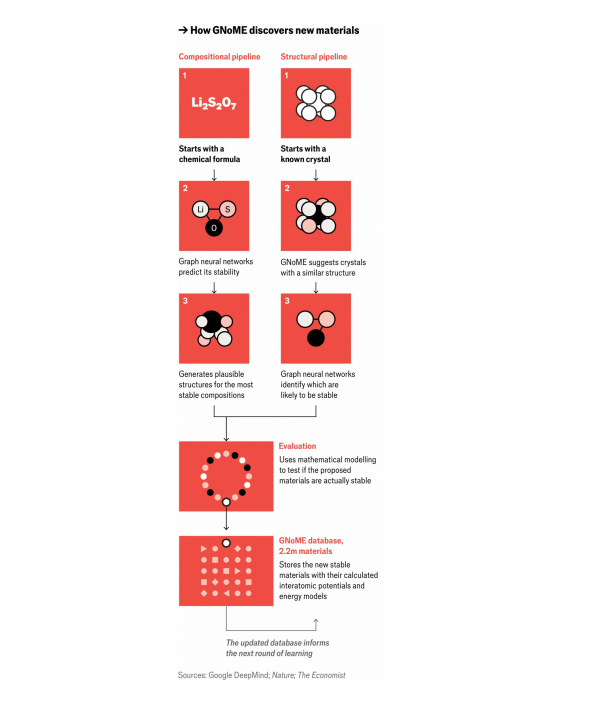 → How GNoME discovers new materials
Compositional pipeline
1
Li₂S₂O₇
Starts with a
chemical formula
2
Li
S
O
Graph neural networks
predict its stability
3
Generates plausible
structures for the most
stable compositions
Structural pipeline
1
Starts with a
known crystal
2
GNoME suggests crystals
with a similar structure
3
Graph neural networks
identify which are
likely to be stable
Evaluation
Uses mathematical modelling
to test if the proposed
materials are actually stable
GNoME database,
2.2m materials
Stores the new stable
materials with their calculated
interatomic potentials and
energy models
The updated database informs
the next round of learning
Sources: Google DeepMind; Nature; The Economist